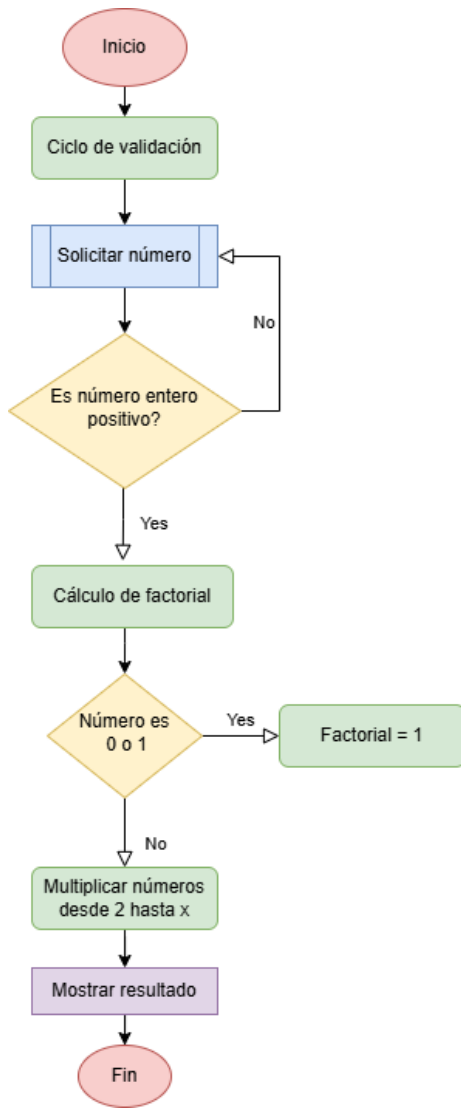 Inicio
Ciclo de validación
Solicitar número
No
Es número entero
positivo?
Yes
Cálculo de factorial
Número es
0 o 1
Yes
Factorial = 1
No
Multiplicar números
desde 2 hasta x
Mostrar resultado
Fin